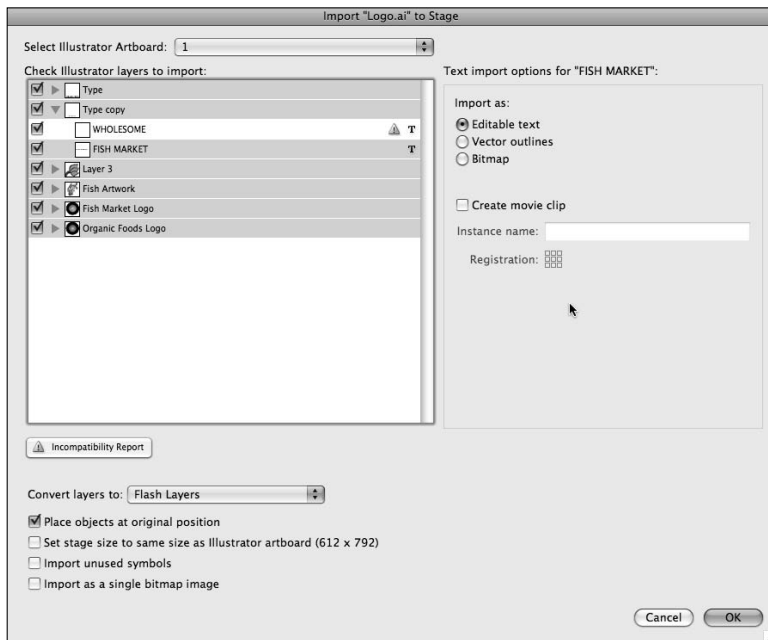 Import "Logo.ai" to Stage
Select Illustrator Artboard: 1
Check Illustrator layers to import:
Type
Type copy
WHOLESOME T
FISH MARKET T
Layer 3
Fish Artwork
Fish Market Logo
Organic Foods Logo
Incompatibility Report
Convert layers to: Flash Layers
Place objects at original position
Set stage size to same size as Illustrator artboard (612 x 792)
Import unused symbols
Import as a single bitmap image
Text import options for "FISH MARKET":
Import as:
Editable text
Vector outlines
Bitmap
Create movie clip
Instance name:
Registration:
Cancel OK